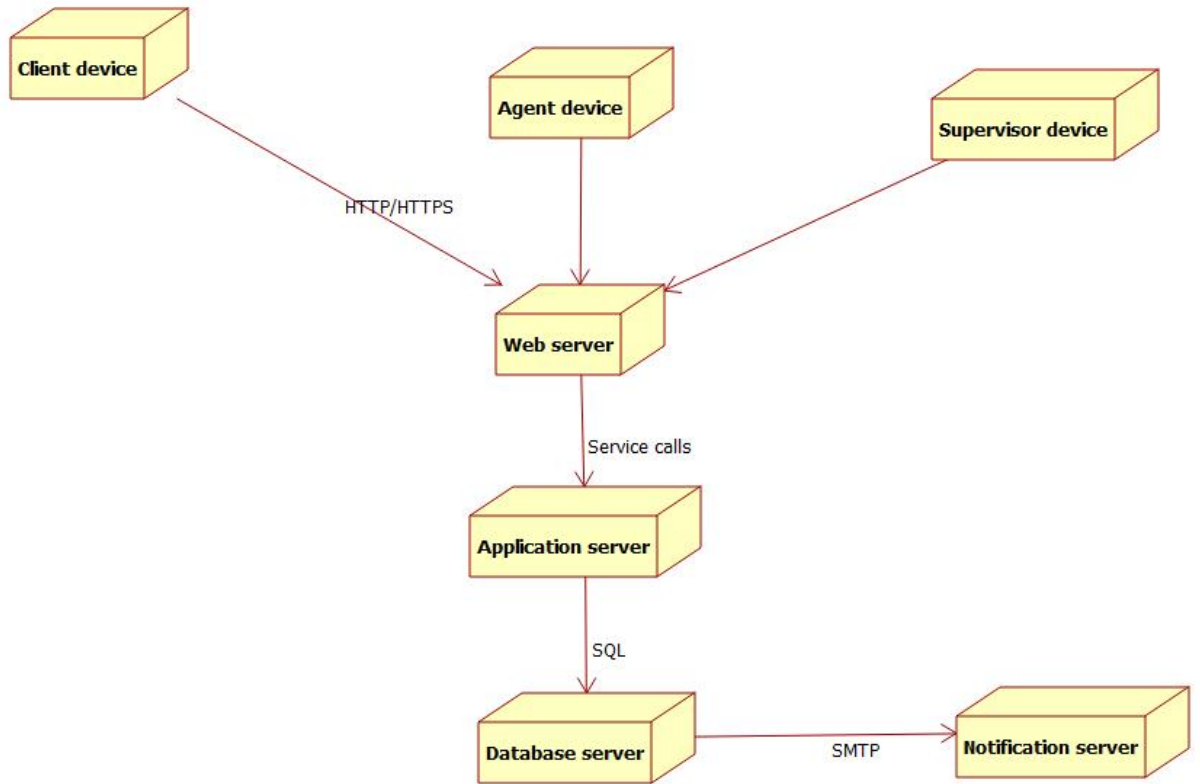 Client device
Agent device
Supervisor device
HTTP/HTTPS
Web server
Service calls
Application server
SQL
Database server
SMTP
Notification server